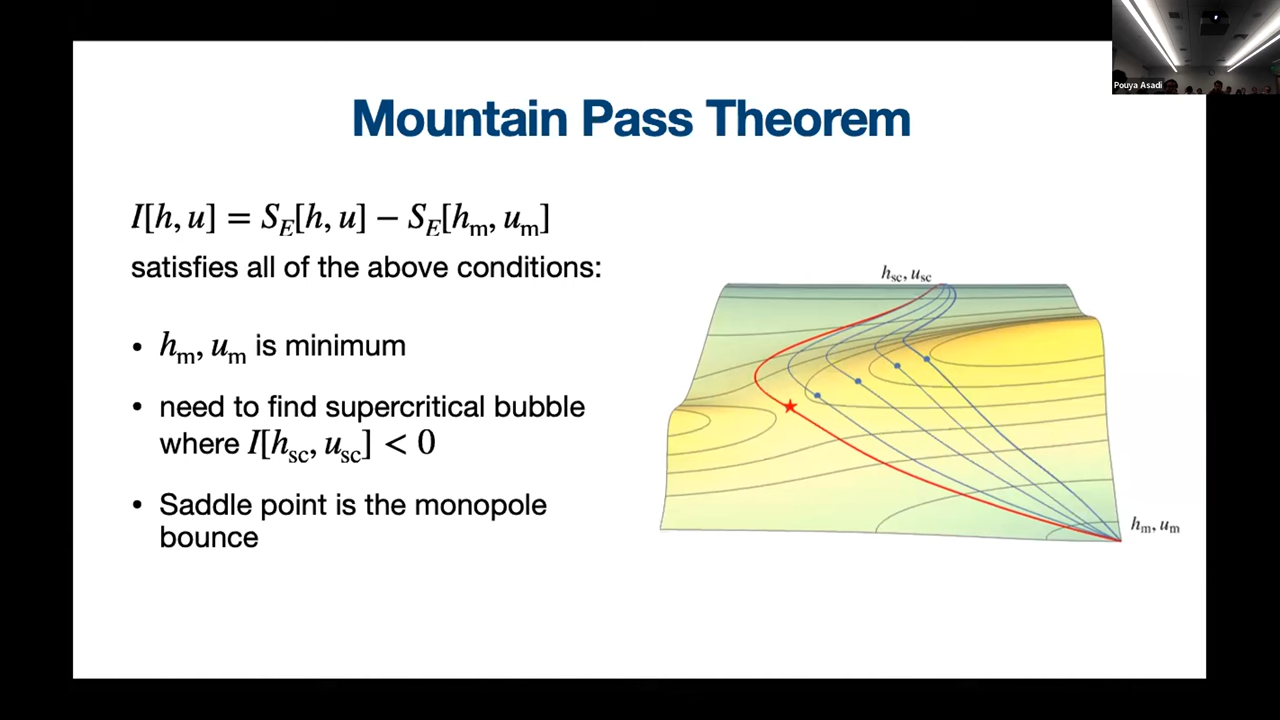 Pouya Asadi
Mountain Pass Theorem
I[h, u] = S_E[h, u] − S_E[h_m, u_m]
satisfies all of the above conditions:
• h_m, u_m is minimum
• need to find supercritical bubble
where I[h_sc, u_sc] < 0
• Saddle point is the monopole
bounce
h_sc, u_sc
h_m, u_m